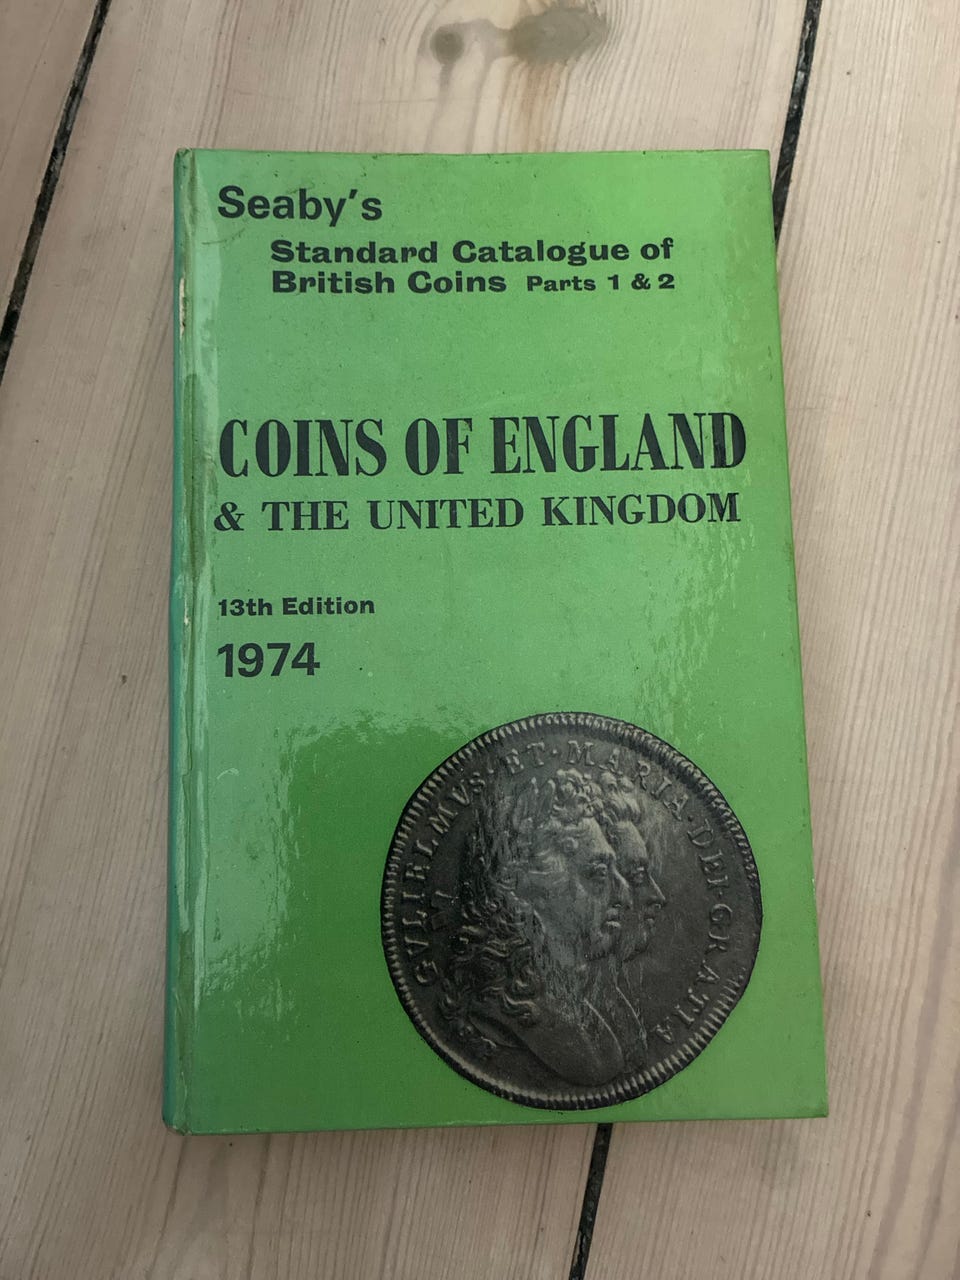 Seaby's
Standard Catalogue of
British Coins Parts 1 & 2
COINS OF ENGLAND
& THE UNITED KINGDOM
13th Edition
1974
GVLIELMVS·ET·MARIA·DEI·GRATIA